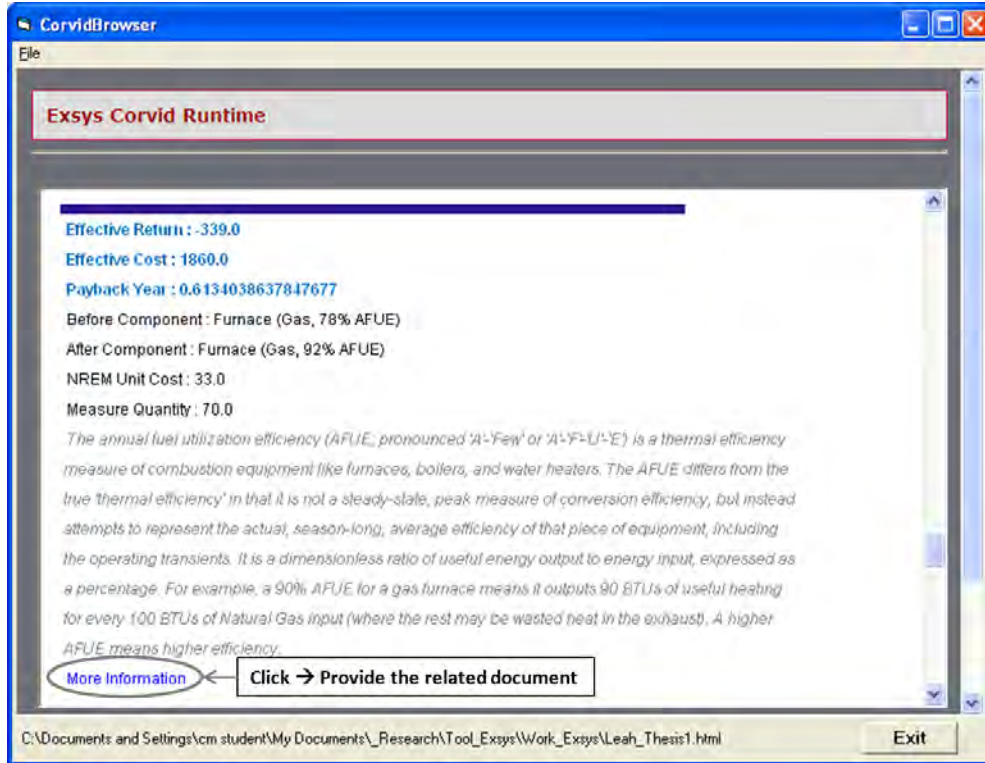 CorvidBrowser
File
Exsys Corvid Runtime
Effective Return : -339.0
Effective Cost : 1860.0
Payback Year : 0.6134038637847677
Before Component : Furnace (Gas, 78% AFUE)
After Component : Furnace (Gas, 92% AFUE)
NREM Unit Cost : 33.0
Measure Quantity : 70.0
The annual fuel utilization efficiency (AFUE; pronounced 'A'-'Few' or 'A'-'F'-'U'-'E') is a thermal efficiency
measure of combustion equipment like furnaces, boilers, and water heaters. The AFUE differs from the
true 'thermal efficiency' in that it is not a steady-state, peak measure of conversion efficiency, but instead
attempts to represent the actual, season-long, average efficiency of that piece of equipment, including
the operating transients. It is a dimensionless ratio of useful energy output to energy input, expressed as
a percentage. For example, a 90% AFUE for a gas furnace means it outputs 90 BTUs of useful heating
for every 100 BTUs of Natural Gas input (where the rest may be wasted heat in the exhaust). A higher
AFUE means higher efficiency.
More Information
Click → Provide the related document
C:\Documents and Settings\cm student\My Documents\_Research\Tool_Exsys\Work_Exsys\Leah_Thesis1.html
Exit